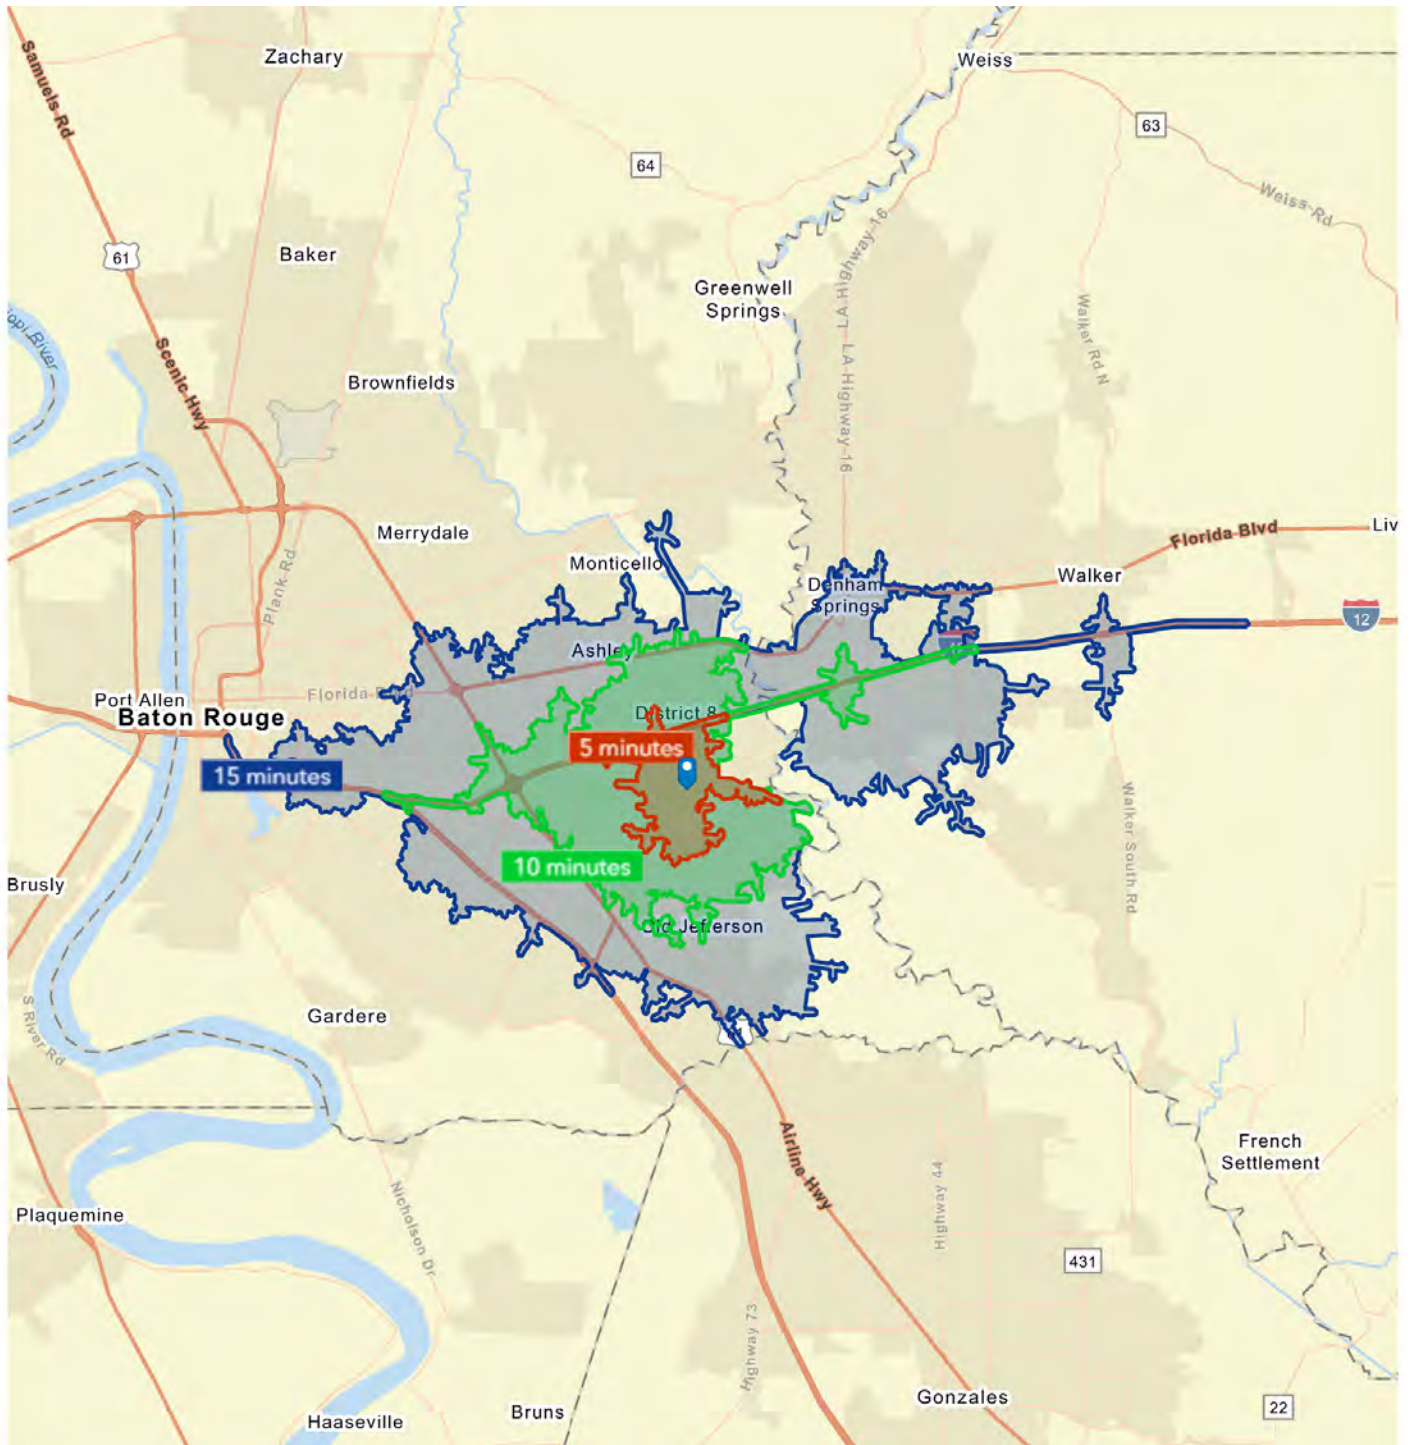 Zachary
Weiss
Samuels Rd
63
64
Weiss Rd
61
Baker
LA Highway 16
Greenwell
Springs
Walker Rd N
Scenic Hwy
Brownfields
LA Highway 16
Merrydale
Plank Rd
Monticello
Florida Blvd
Liv
Denham
Springs
Walker
12
Ashley
Port Allen
Baton Rouge
District 8
5 minutes
15 minutes
10 minutes
Walker South Rd
Brusly
Old Jefferson
S River Rd
Gardere
Airline Hwy
French
Settlement
Highway 44
Plaquemine
Nicholson Dr
431
Highway 73
Gonzales
22
Bruns
Haaseville